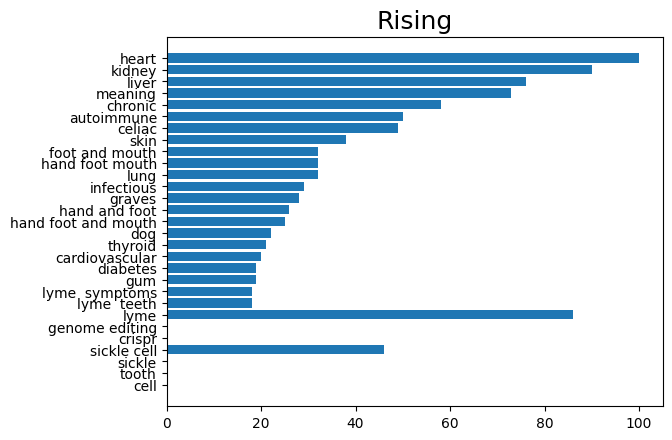 Rising
heart
kidney
liver
meaning
chronic
autoimmune
celiac
skin
foot and mouth
hand foot mouth
lung
infectious
graves
hand and foot
hand foot and mouth
dog
thyroid
cardiovascular
diabetes
gum
lyme  symptoms
lyme  teeth
lyme
genome editing
crispr
sickle cell
sickle
tooth
cell
0 20 40 60 80 100